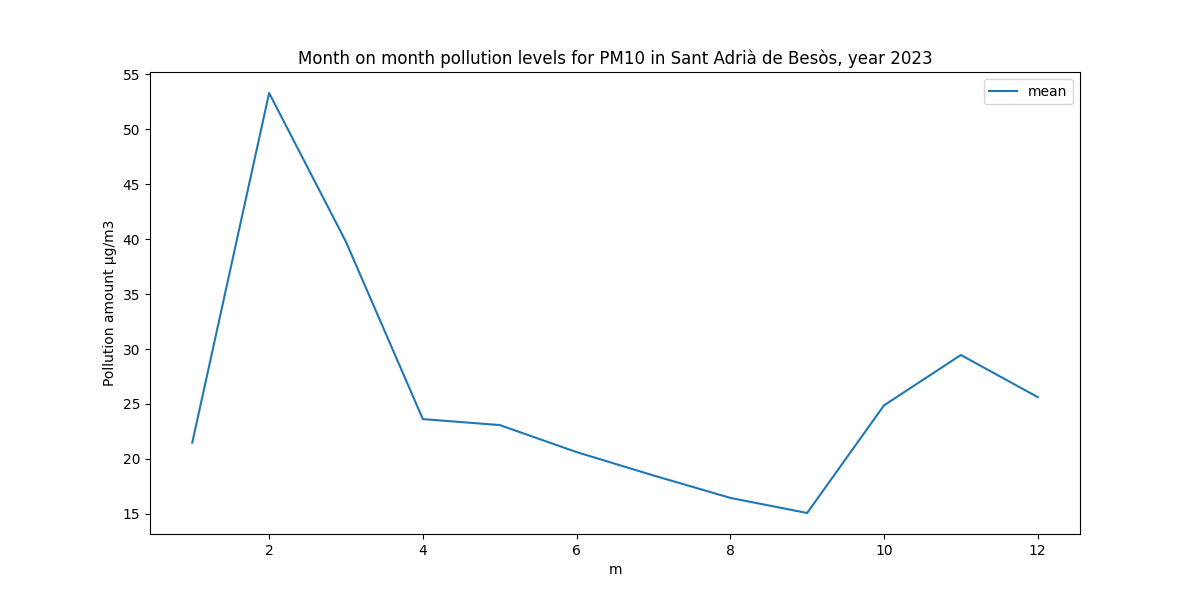 Month on month pollution levels for PM10 in Sant Adrià de Besòs, year 2023
mean
Pollution amount µg/m3
55
50
45
40
35
30
25
20
15
2 4 6 8 10 12
m